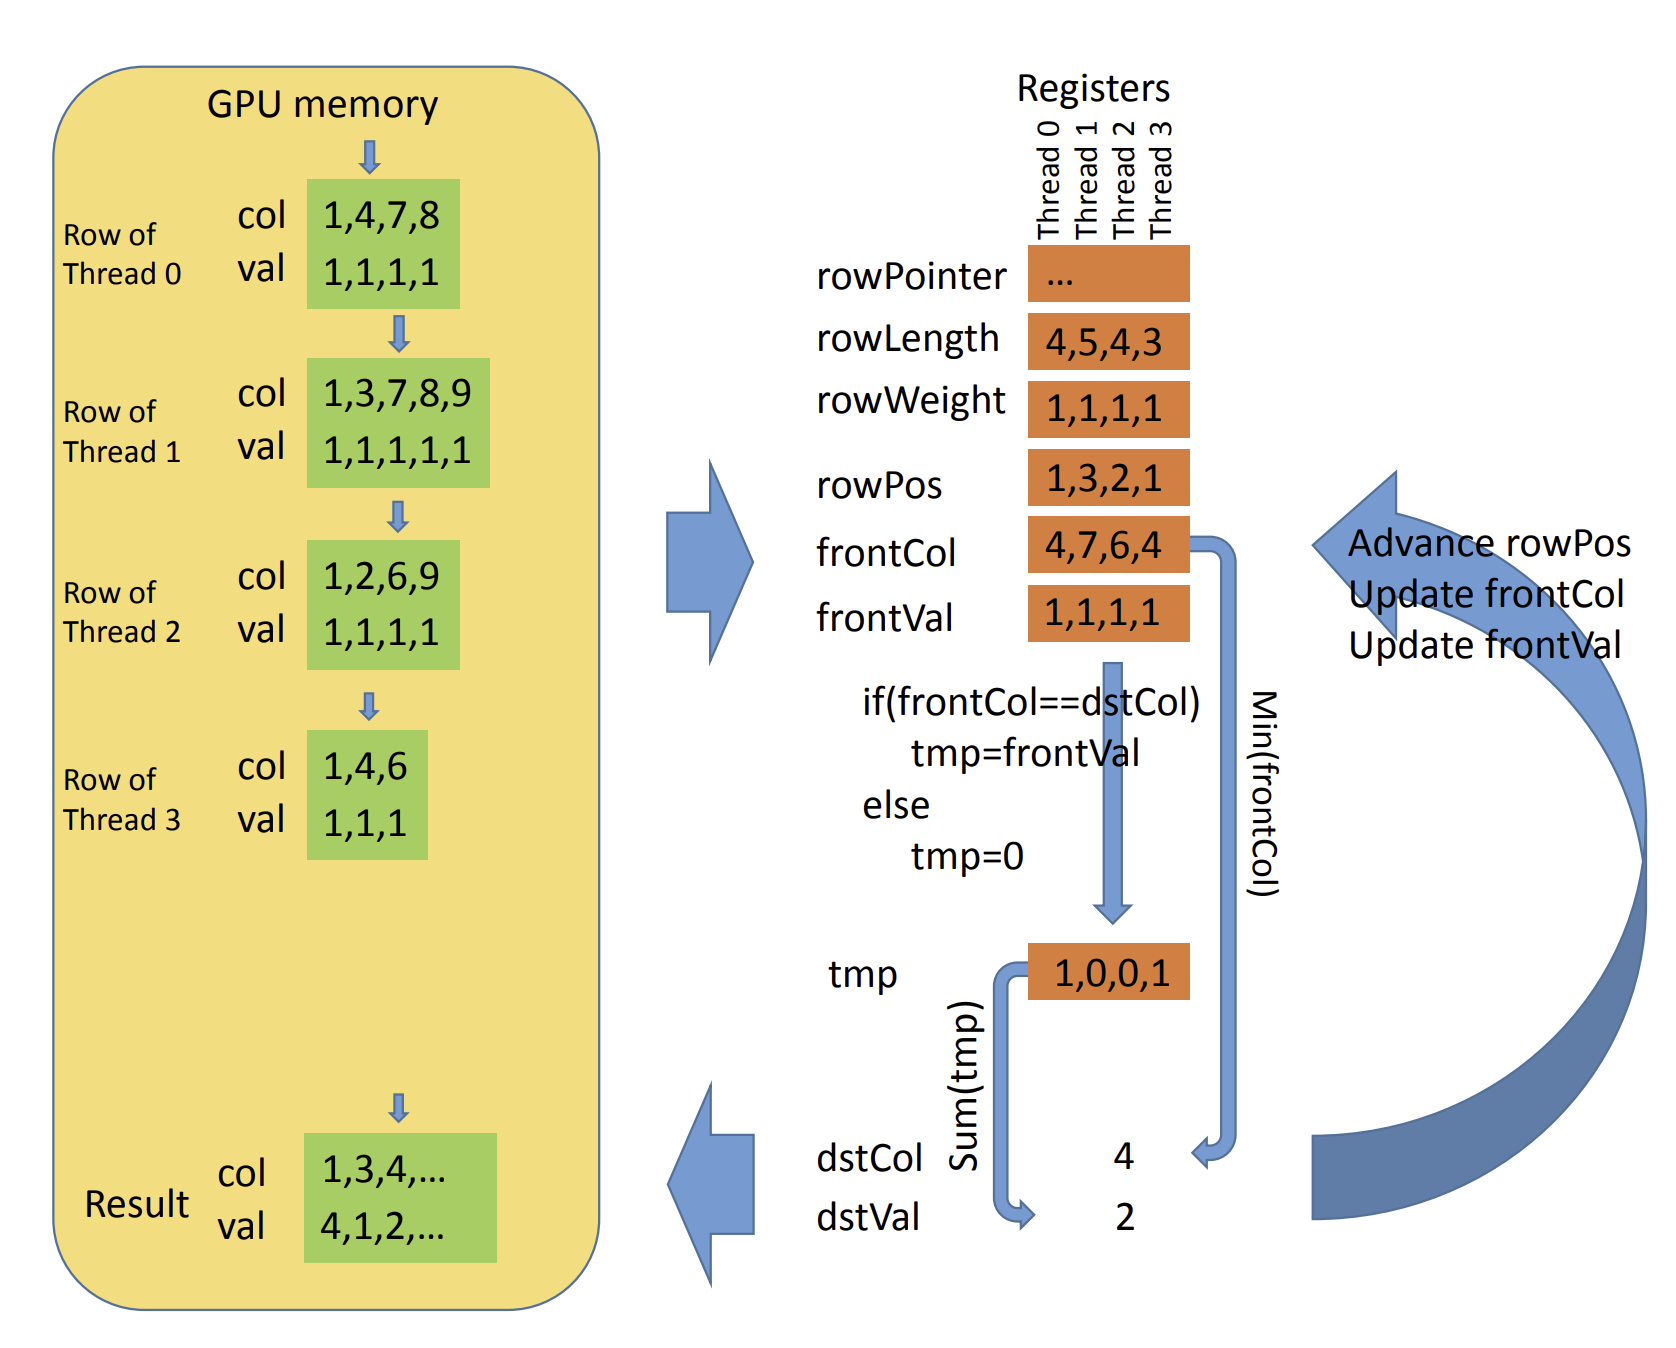 GPU memory
Row of
Thread 0
col
1,4,7,8
val
1,1,1,1
Row of
Thread 1
col
1,3,7,8,9
val
1,1,1,1,1
Row of
Thread 2
col
1,2,6,9
val
1,1,1,1
Row of
Thread 3
col
1,4,6
val
1,1,1
Result
col
1,3,4,...
val
4,1,2,...
Registers
Thread 0
Thread 1
Thread 2
Thread 3
rowPointer
...
rowLength
4,5,4,3
rowWeight
1,1,1,1
rowPos
1,3,2,1
frontCol
4,7,6,4
frontVal
1,1,1,1
if(frontCol==dstCol)
tmp=frontVal
else
tmp=0
Min(frontCol)
tmp
1,0,0,1
Sum(tmp)
dstCol
4
dstVal
2
Advance rowPos
Update frontCol
Update frontVal